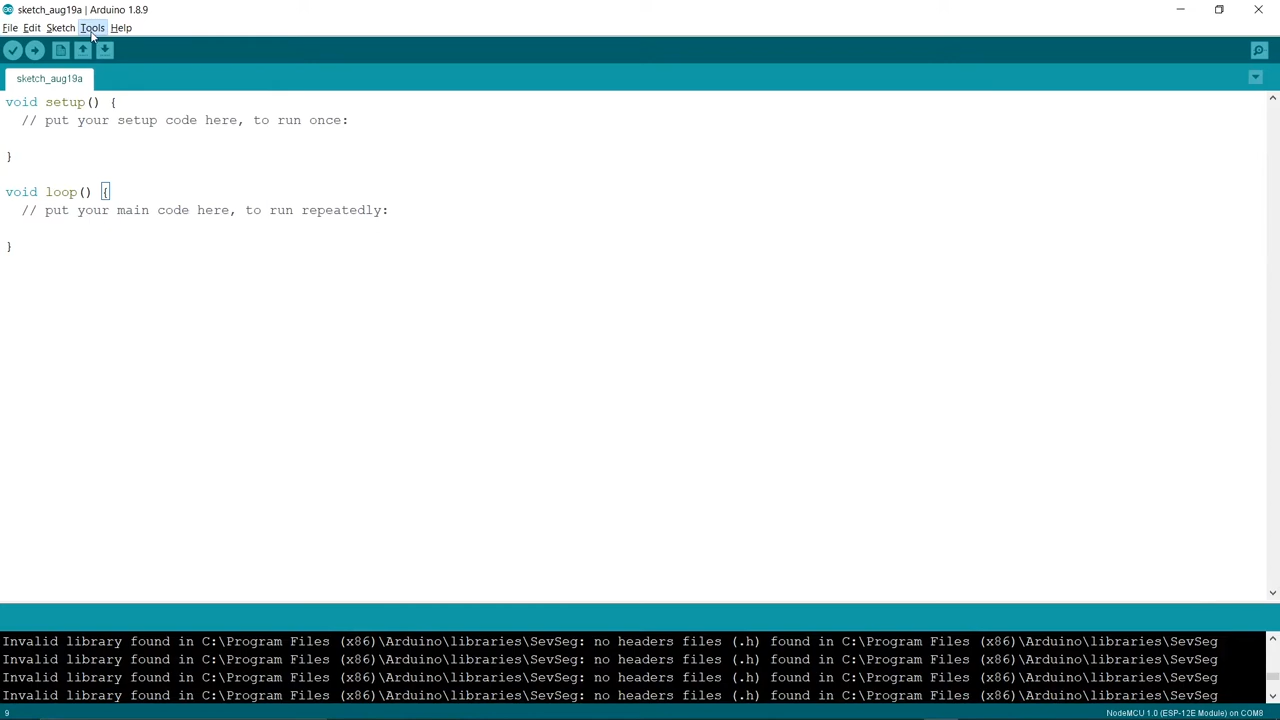 sketch_aug19a | Arduino 1.8.9
File Edit Sketch Tools Help
sketch_aug19a
void setup() {
  // put your setup code here, to run once:
}
void loop() {
  // put your main code here, to run repeatedly:
}
Invalid library found in C:\Program Files (x86)\Arduino\libraries\SevSeg: no headers files (.h) found in C:\Program Files (x86)\Arduino\libraries\SevSeg
Invalid library found in C:\Program Files (x86)\Arduino\libraries\SevSeg: no headers files (.h) found in C:\Program Files (x86)\Arduino\libraries\SevSeg
Invalid library found in C:\Program Files (x86)\Arduino\libraries\SevSeg: no headers files (.h) found in C:\Program Files (x86)\Arduino\libraries\SevSeg
Invalid library found in C:\Program Files (x86)\Arduino\libraries\SevSeg: no headers files (.h) found in C:\Program Files (x86)\Arduino\libraries\SevSeg
9 NodeMCU 1.0 (ESP-12E Module) on COM8